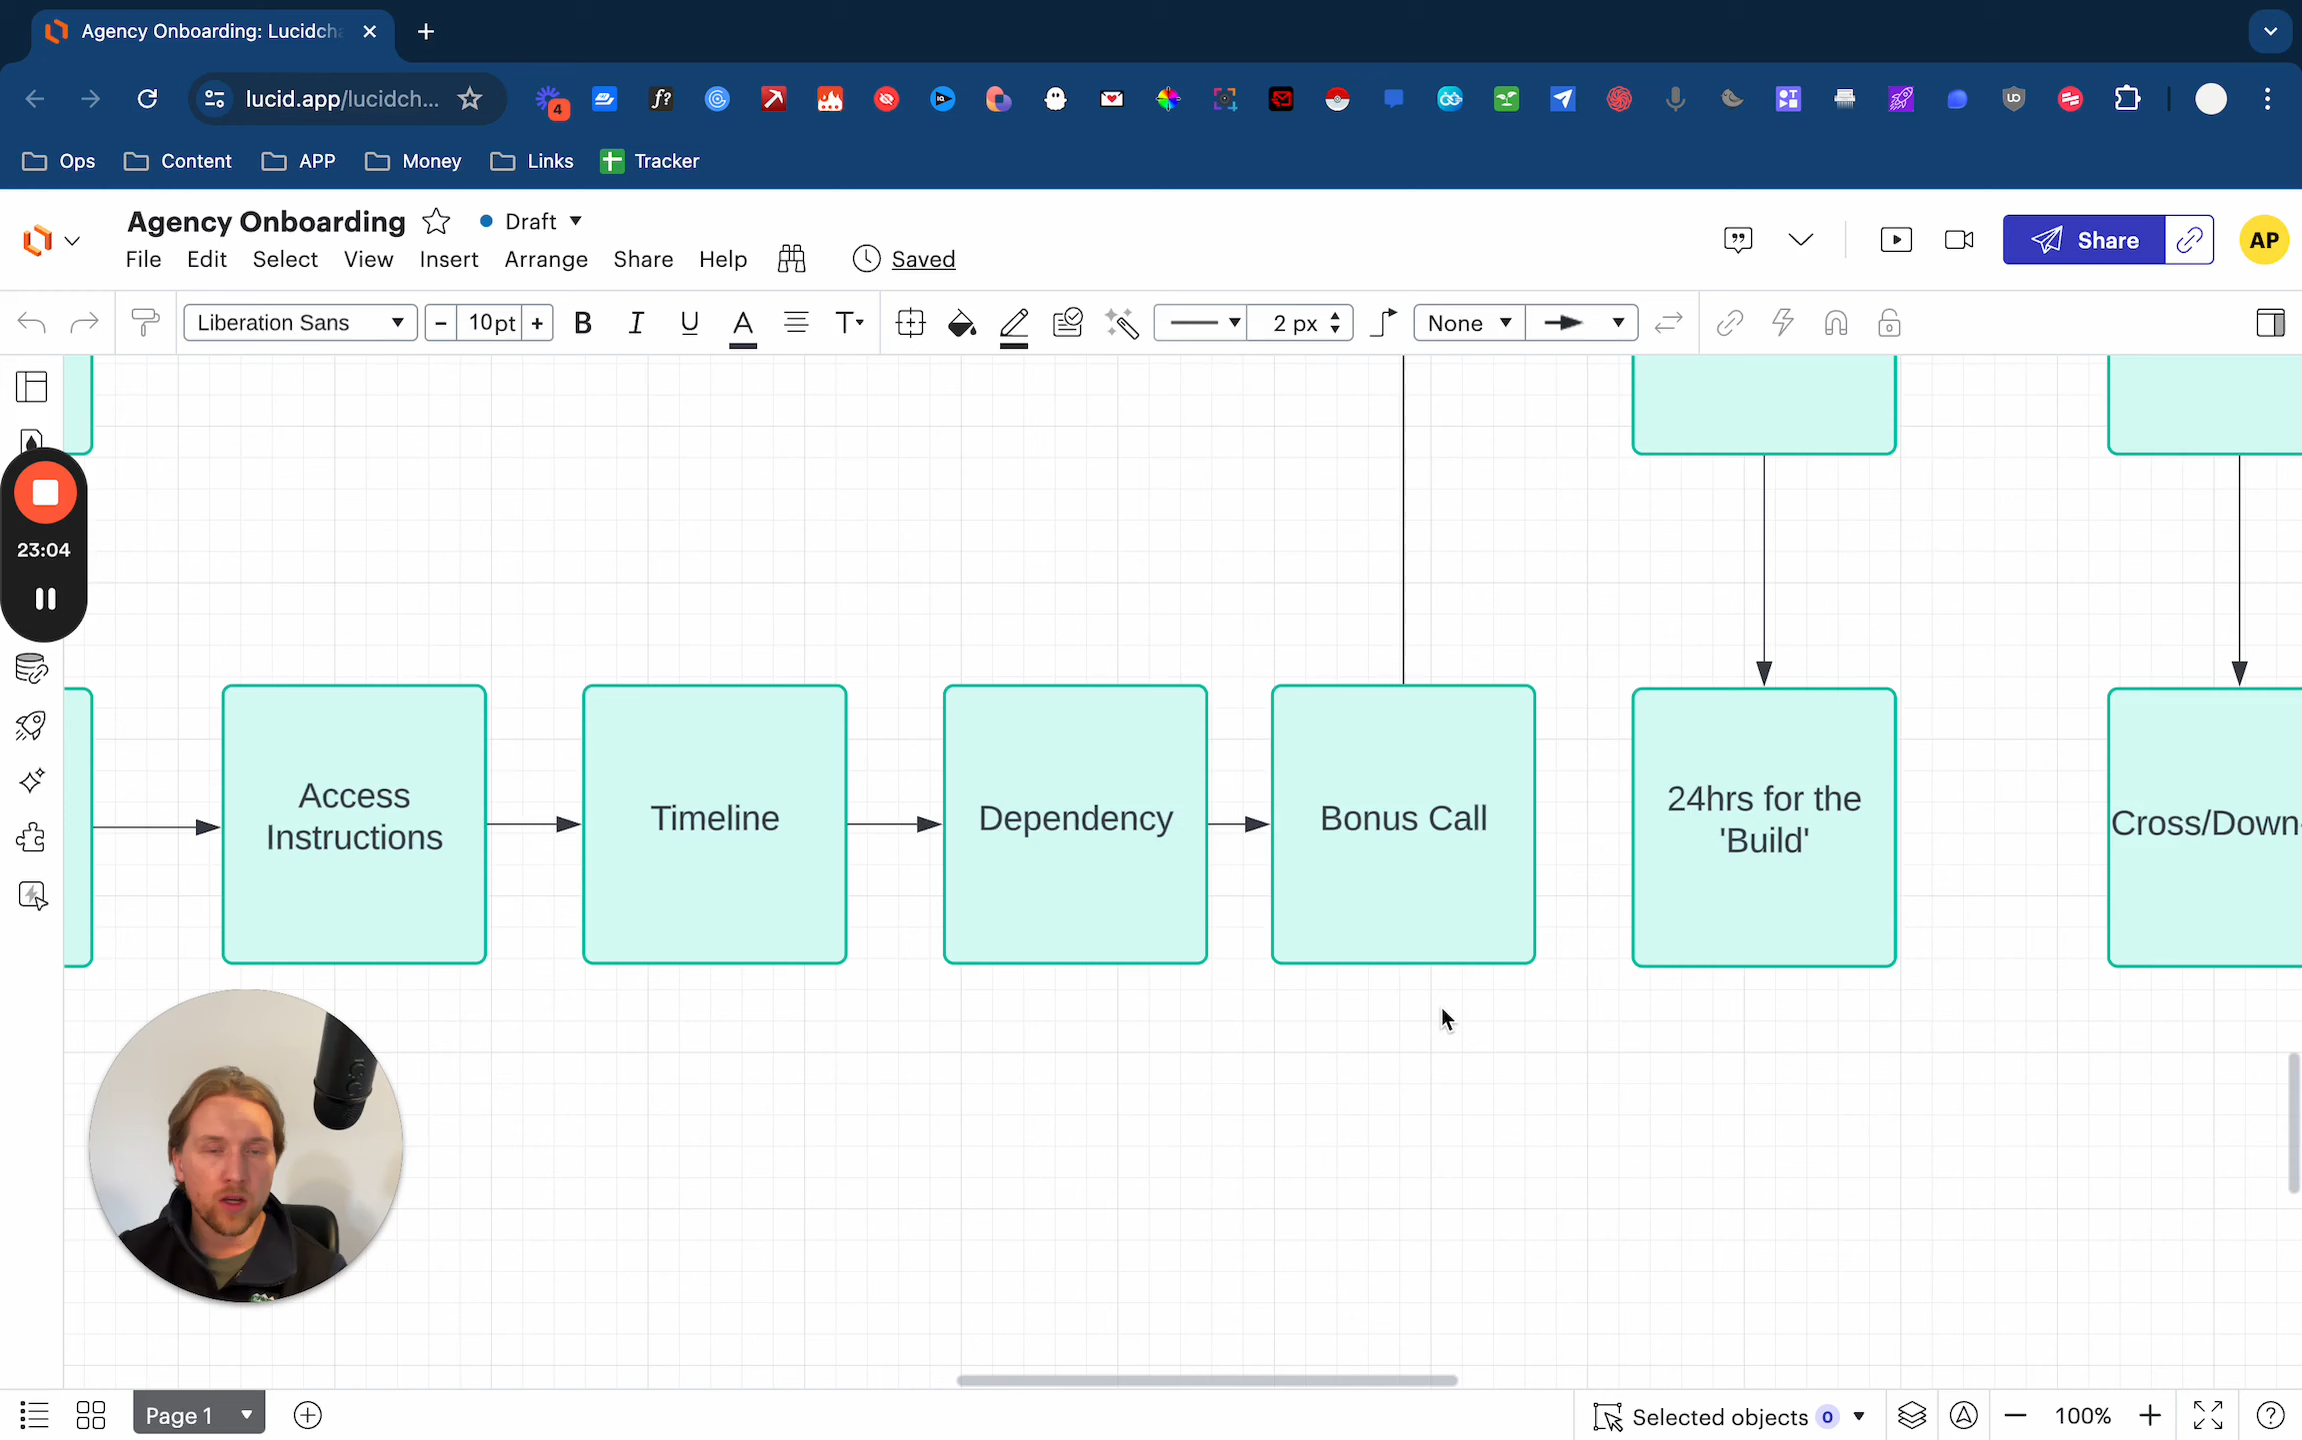 Agency Onboarding: Lucidcha
lucid.app/lucidch...
4
f?
Ops
Content
APP
Money
Links
Tracker
Agency Onboarding
Draft
File Edit Select View Insert Arrange Share Help
Saved
Share
AP
Liberation Sans
10pt
B I U A T
2 px
None
23:04
Access
Instructions
Timeline
Dependency
Bonus Call
24hrs for the
'Build'
Cross/Down-
Page 1
Selected objects 0
100%